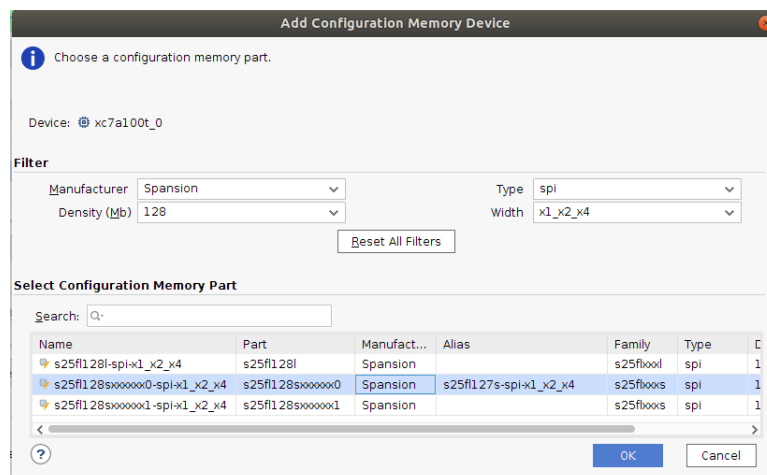 Add Configuration Memory Device
Choose a configuration memory part.
Device: xc7a100t_0
Filter
Manufacturer Spansion Type spi
Density (Mb) 128 Width x1_x2_x4
Reset All Filters
Select Configuration Memory Part
Search: Q-
Name Part Manufact... Alias Family Type D
s25fl128l-spi-x1_x2_x4 s25fl128l Spansion s25flxxxl spi 1
s25fl128sxxxxxx0-spi-x1_x2_x4 s25fl128sxxxxxx0 Spansion s25fl127s-spi-x1_x2_x4 s25flxxxs spi 1
s25fl128sxxxxxx1-spi-x1_x2_x4 s25fl128sxxxxxx1 Spansion s25flxxxs spi 1
? OK Cancel